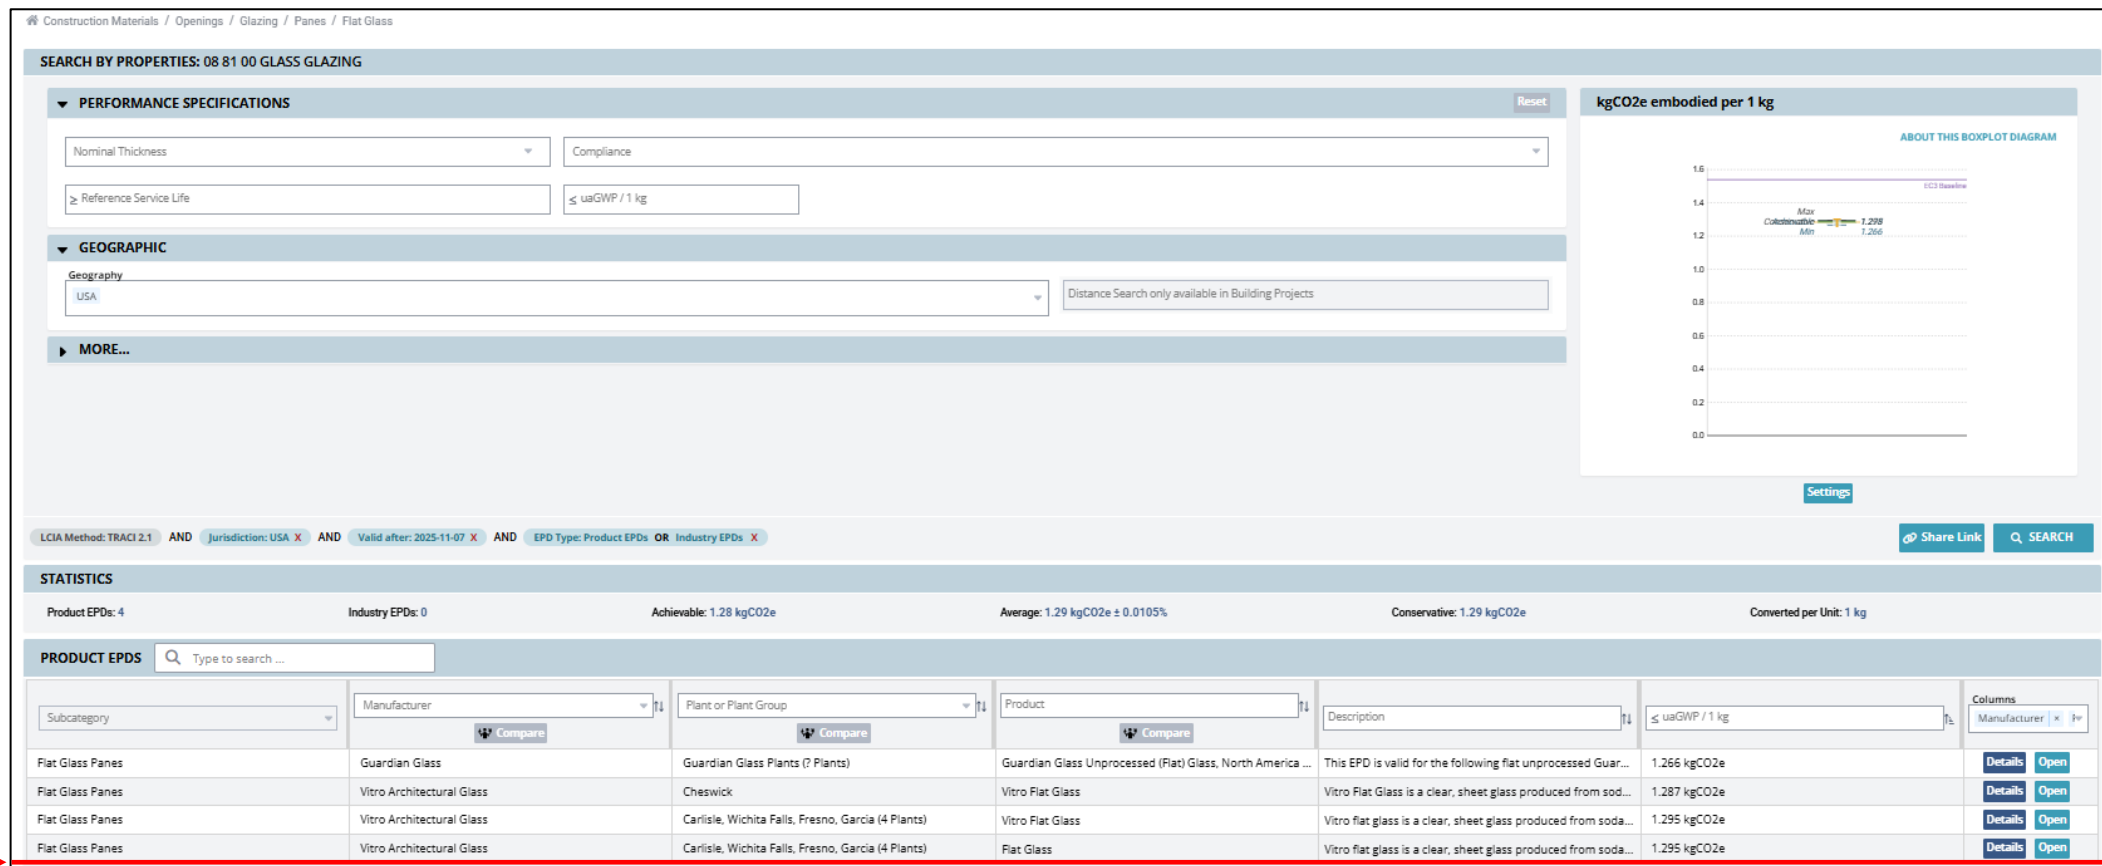 Construction Materials / Openings / Glazing / Panes / Flat Glass
SEARCH BY PROPERTIES: 08 81 00 GLASS GLAZING
PERFORMANCE SPECIFICATIONS
Reset
Nominal Thickness
Compliance
≥ Reference Service Life
≤ uaGWP / 1 kg
GEOGRAPHIC
Geography
USA
Distance Search only available in Building Projects
MORE...
kgCO2e embodied per 1 kg
ABOUT THIS BOXPLOT DIAGRAM
1.6
EC3 Baseline
1.4
Max
1.298
Min 1.266
1.2
1.0
0.8
0.6
0.4
0.2
0.0
Settings
LCIA Method: TRACI 2.1 AND Jurisdiction: USA X AND Valid after: 2025-11-07 X AND EPD Type: Product EPDs OR Industry EPDs X
Share Link
SEARCH
STATISTICS
Product EPDs: 4 Industry EPDs: 0 Achievable: 1.28 kgCO2e Average: 1.29 kgCO2e ± 0.0105% Conservative: 1.29 kgCO2e Converted per Unit: 1 kg
PRODUCT EPDS Type to search ...
Subcategory
Manufacturer
Compare
Plant or Plant Group
Compare
Product
Compare
Description
≤ uaGWP / 1 kg
Columns
Manufacturer ×
Flat Glass Panes Guardian Glass Guardian Glass Plants (? Plants) Guardian Glass Unprocessed (Flat) Glass, North America ... This EPD is valid for the following flat unprocessed Guar... 1.266 kgCO2e Details Open
Flat Glass Panes Vitro Architectural Glass Cheswick Vitro Flat Glass Vitro Flat Glass is a clear, sheet glass produced from sod... 1.287 kgCO2e Details Open
Flat Glass Panes Vitro Architectural Glass Carlisle, Wichita Falls, Fresno, Garcia (4 Plants) Vitro Flat Glass Vitro flat glass is a clear, sheet glass produced from soda... 1.295 kgCO2e Details Open
Flat Glass Panes Vitro Architectural Glass Carlisle, Wichita Falls, Fresno, Garcia (4 Plants) Flat Glass Vitro flat glass is a clear, sheet glass produced from soda... 1.295 kgCO2e Details Open